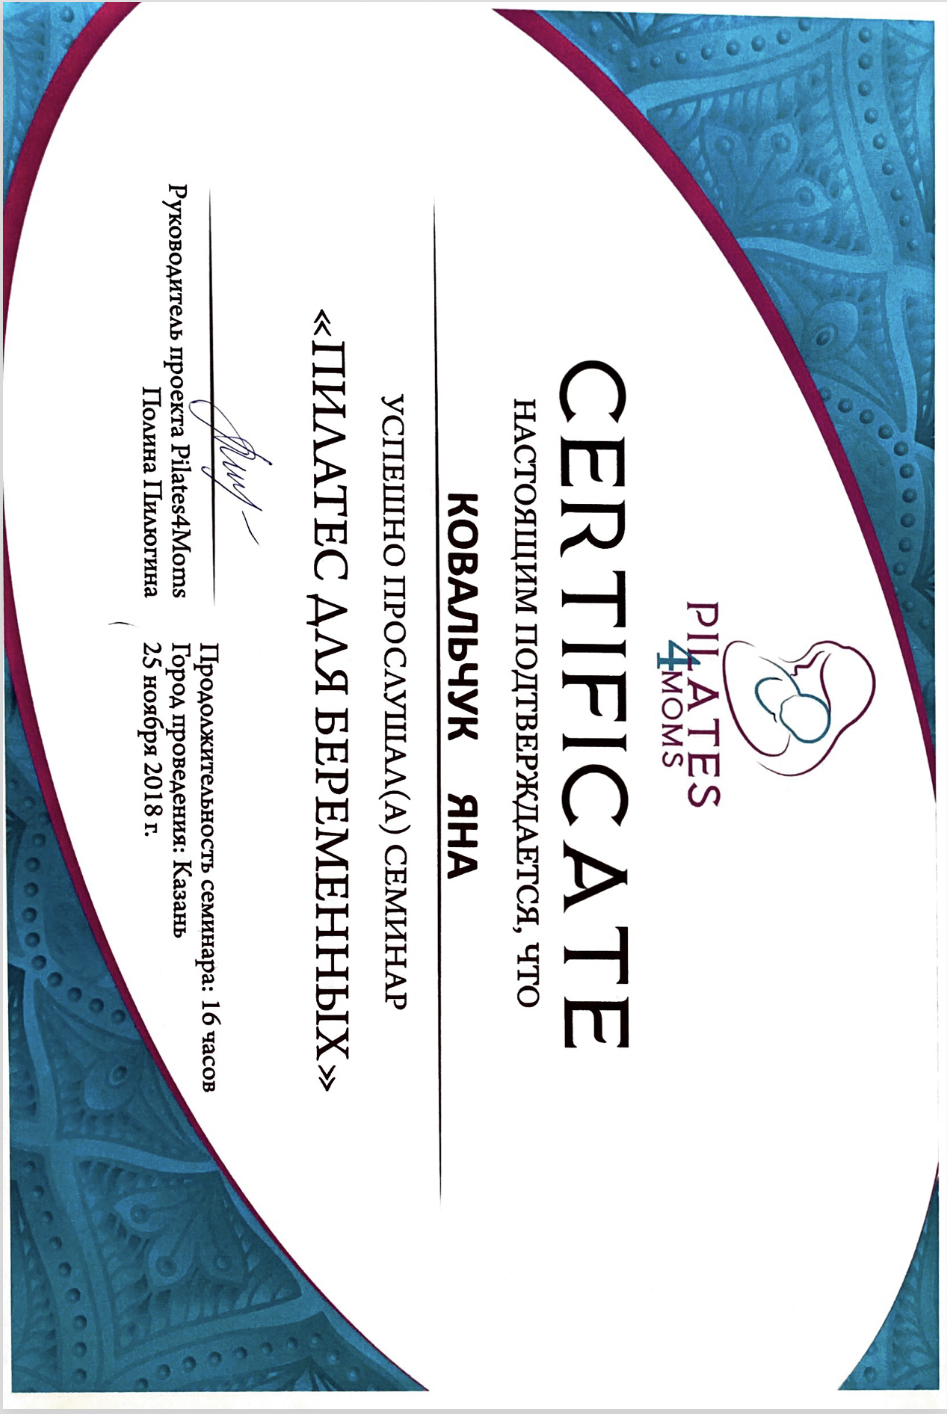 PILATES
4MOMS
CERTIFICATE
НАСТОЯЩИМ ПОДТВЕРЖДАЕТСЯ, ЧТО
КОВАЛЬЧУК ЯНА
УСПЕШНО ПРОСЛУШАЛ(А) СЕМИНАР
«ПИЛАТЕС ДЛЯ БЕРЕМЕННЫХ»
Руководитель проекта Pilates4Moms
Полина Пилюгина
Продолжительность семинара: 16 часов
Город проведения: Казань
25 ноября 2018 г.